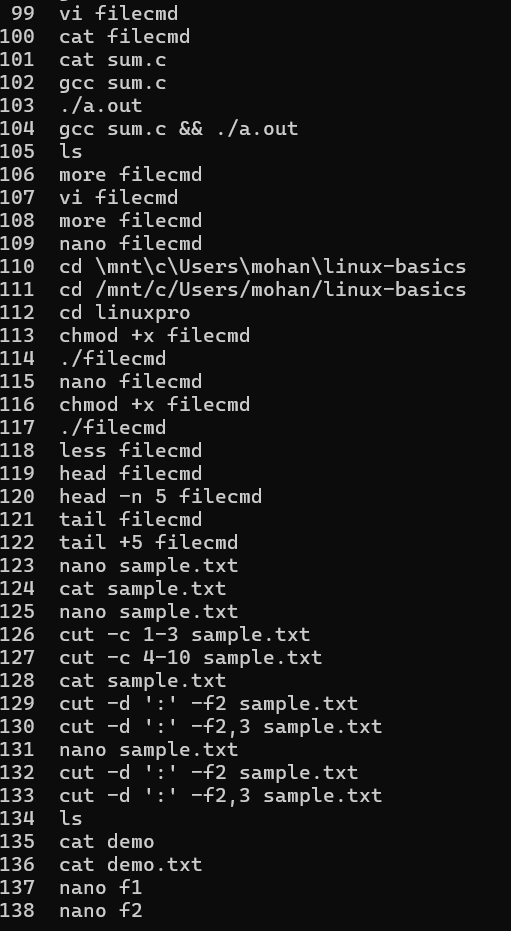 99 vi filecmd
100 cat filecmd
101 cat sum.c
102 gcc sum.c
103 ./a.out
104 gcc sum.c && ./a.out
105 ls
106 more filecmd
107 vi filecmd
108 more filecmd
109 nano filecmd
110 cd \mnt\c\Users\mohan\linux-basics
111 cd /mnt/c/Users/mohan/linux-basics
112 cd linuxpro
113 chmod +x filecmd
114 ./filecmd
115 nano filecmd
116 chmod +x filecmd
117 ./filecmd
118 less filecmd
119 head filecmd
120 head -n 5 filecmd
121 tail filecmd
122 tail +5 filecmd
123 nano sample.txt
124 cat sample.txt
125 nano sample.txt
126 cut -c 1-3 sample.txt
127 cut -c 4-10 sample.txt
128 cat sample.txt
129 cut -d ':' -f2 sample.txt
130 cut -d ':' -f2,3 sample.txt
131 nano sample.txt
132 cut -d ':' -f2 sample.txt
133 cut -d ':' -f2,3 sample.txt
134 ls
135 cat demo
136 cat demo.txt
137 nano f1
138 nano f2